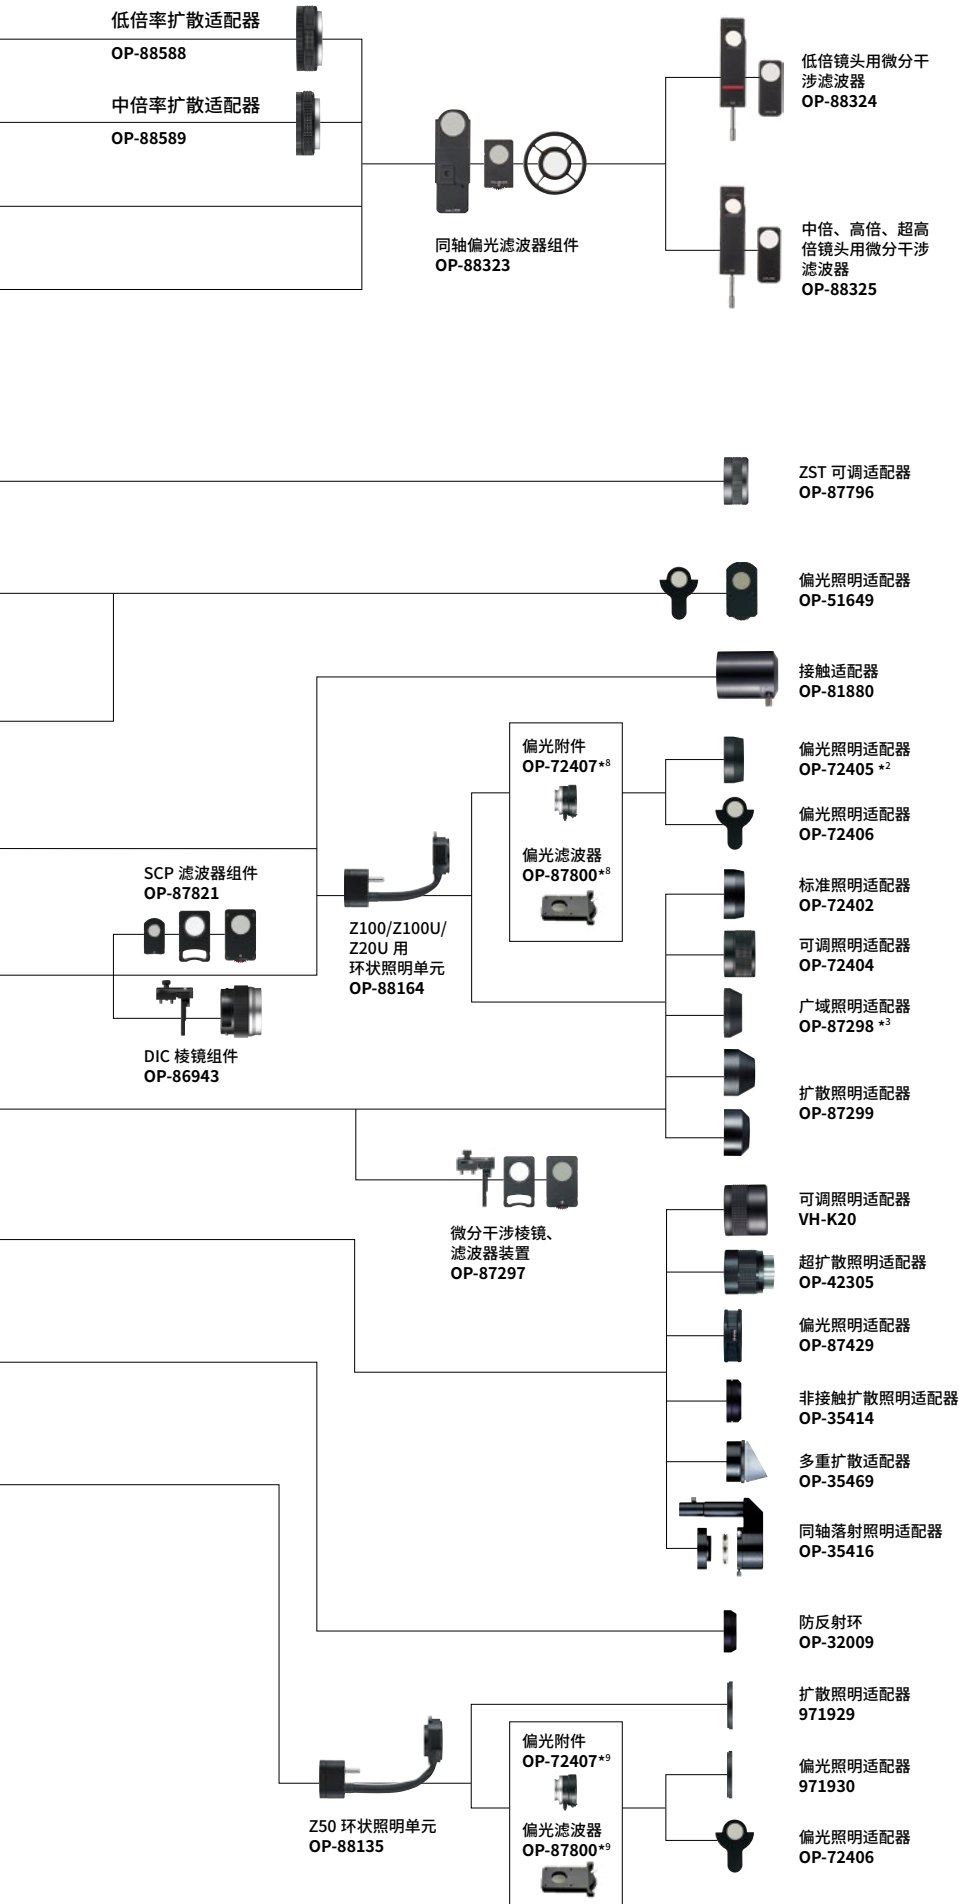 低倍率扩散适配器
OP-88588
中倍率扩散适配器
OP-88589
同轴偏光滤波器组件
OP-88323
低倍镜头用微分干
涉滤波器
OP-88324
中倍、高倍、超高
倍镜头用微分干涉
滤波器
OP-88325
ZST 可调适配器
OP-87796
偏光照明适配器
OP-51649
接触适配器
OP-81880
偏光附件
OP-72407*8
偏光滤波器
OP-87800*8
偏光照明适配器
OP-72405 *2
偏光照明适配器
OP-72406
SCP 滤波器组件
OP-87821
Z100/Z100U/
Z20U 用
环状照明单元
OP-88164
标准照明适配器
OP-72402
可调照明适配器
OP-72404
广域照明适配器
OP-87298 *3
DIC 棱镜组件
OP-86943
扩散照明适配器
OP-87299
微分干涉棱镜、
滤波器装置
OP-87297
可调照明适配器
VH-K20
超扩散照明适配器
OP-42305
偏光照明适配器
OP-87429
非接触扩散照明适配器
OP-35414
多重扩散适配器
OP-35469
同轴落射照明适配器
OP-35416
防反射环
OP-32009
扩散照明适配器
971929
偏光附件
OP-72407*9
偏光滤波器
OP-87800*9
Z50 环状照明单元
OP-88135
偏光照明适配器
971930
偏光照明适配器
OP-72406